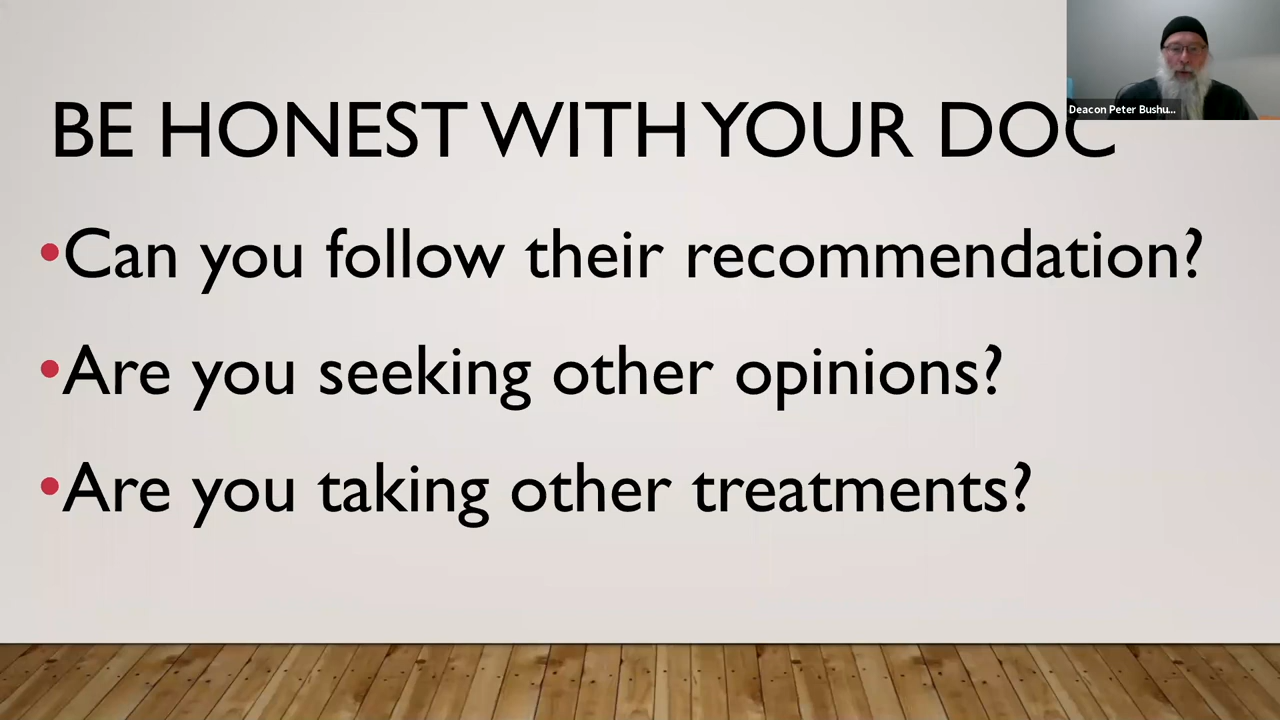 BE HONEST WITH YOUR DOC
•Can you follow their recommendation?
•Are you seeking other opinions?
•Are you taking other treatments?
Deacon Peter Bushu...